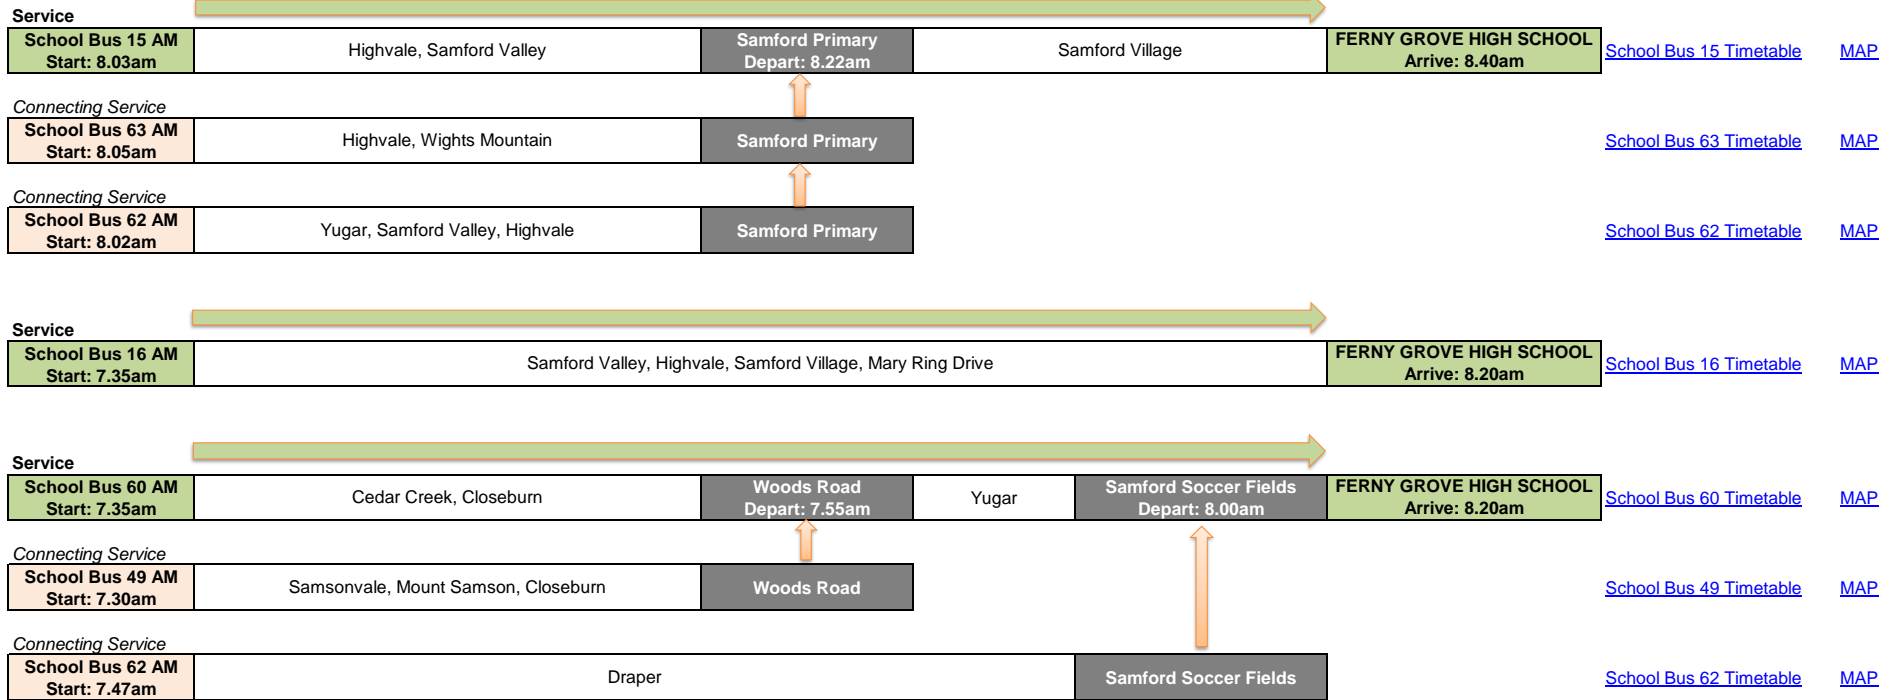 Service
School Bus 15 AM
Start: 8.03am
Highvale, Samford Valley
Samford Primary
Depart: 8.22am
Samford Village
FERNY GROVE HIGH SCHOOL
Arrive: 8.40am
School Bus 15 Timetable
MAP
Connecting Service
School Bus 63 AM
Start: 8.05am
Highvale, Wights Mountain
Samford Primary
School Bus 63 Timetable
MAP
Connecting Service
School Bus 62 AM
Start: 8.02am
Yugar, Samford Valley, Highvale
Samford Primary
School Bus 62 Timetable
MAP
Service
School Bus 16 AM
Start: 7.35am
Samford Valley, Highvale, Samford Village, Mary Ring Drive
FERNY GROVE HIGH SCHOOL
Arrive: 8.20am
School Bus 16 Timetable
MAP
Service
School Bus 60 AM
Start: 7.35am
Cedar Creek, Closeburn
Woods Road
Depart: 7.55am
Yugar
Samford Soccer Fields
Depart: 8.00am
FERNY GROVE HIGH SCHOOL
Arrive: 8.20am
School Bus 60 Timetable
MAP
Connecting Service
School Bus 49 AM
Start: 7.30am
Samsonvale, Mount Samson, Closeburn
Woods Road
School Bus 49 Timetable
MAP
Connecting Service
School Bus 62 AM
Start: 7.47am
Draper
Samford Soccer Fields
School Bus 62 Timetable
MAP